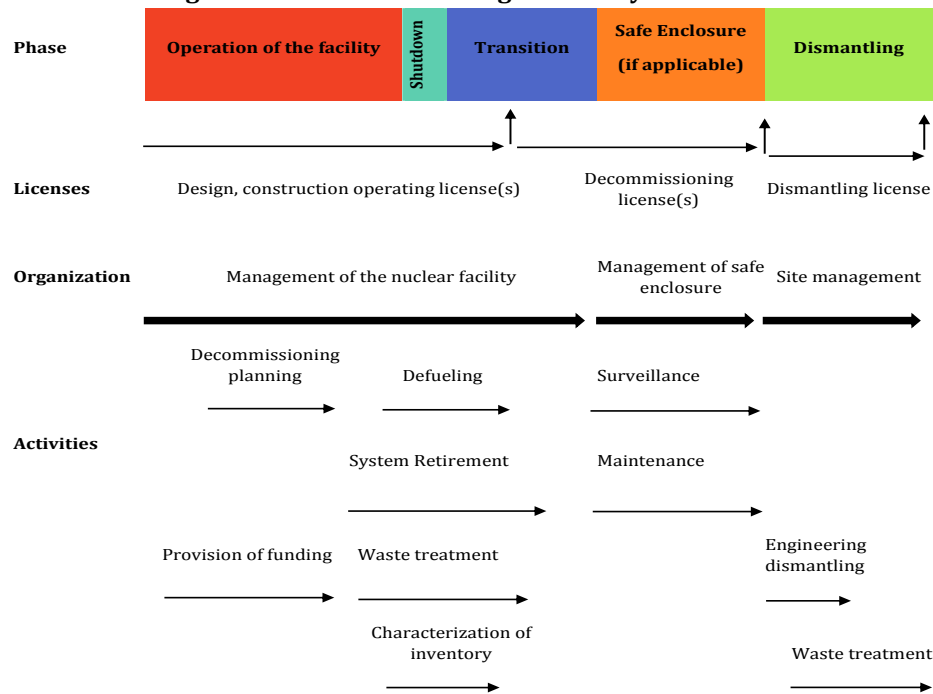 Phase
Operation of the facility
Shutdown
Transition
Safe Enclosure
(if applicable)
Dismantling
Licenses
Design, construction operating license(s)
Decommissioning
license(s)
Dismantling license
Organization
Management of the nuclear facility
Management of safe
enclosure
Site management
Decommissioning
planning
Defueling
Surveillance
Activities
System Retirement
Maintenance
Provision of funding
Waste treatment
Engineering
dismantling
Characterization of
inventory
Waste treatment